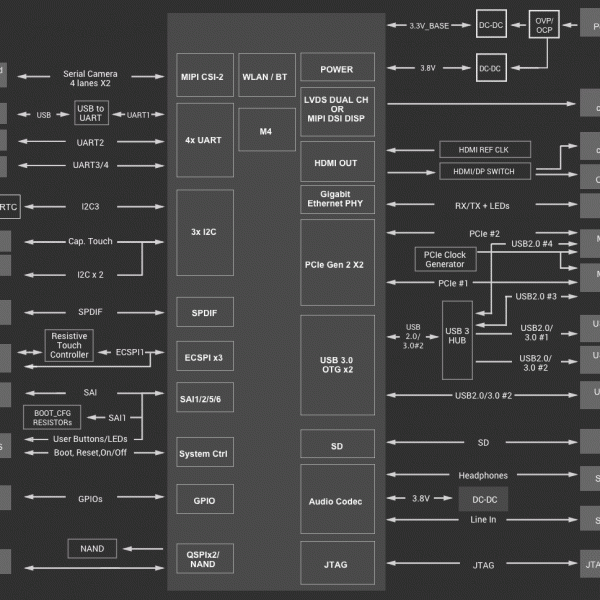 Serial Camera
4 lanes X2
USB
USB to
UART
UART1
UART2
UART3/4
RTC
I2C3
Cap. Touch
I2C x 2
SPDIF
Resistive
Touch
Controller
ECSPI1
SAI
BOOT_CFG
RESISTORs
SAI1
User Buttons/LEDs
Boot, Reset,On/Off
GPIOs
NAND
MIPI CSI-2
WLAN / BT
4x UART
M4
3x I2C
SPDIF
ECSPI x3
SAI1/2/5/6
System Ctrl
GPIO
QSPIx2/
NAND
POWER
LVDS DUAL CH
OR
MIPI DSI DISP
HDMI OUT
Gigabit
Ethernet PHY
PCIe Gen 2 X2
USB 3.0
OTG x2
SD
Audio Codec
JTAG
3.3V_BASE
DC-DC
OVP/
OCP
3.8V
DC-DC
HDMI REF CLK
HDMI/DP SWITCH
RX/TX + LEDs
PCIe #2
USB2.0 #4
PCIe Clock
Generator
PCIe #1
USB2.0 #3
USB
2.0/
3.0#2
USB 3
HUB
USB2.0/
3.0 #1
USB2.0/
3.0 #2
USB2.0/3.0 #2
SD
Headphones
3.8V
DC-DC
Line In
JTAG